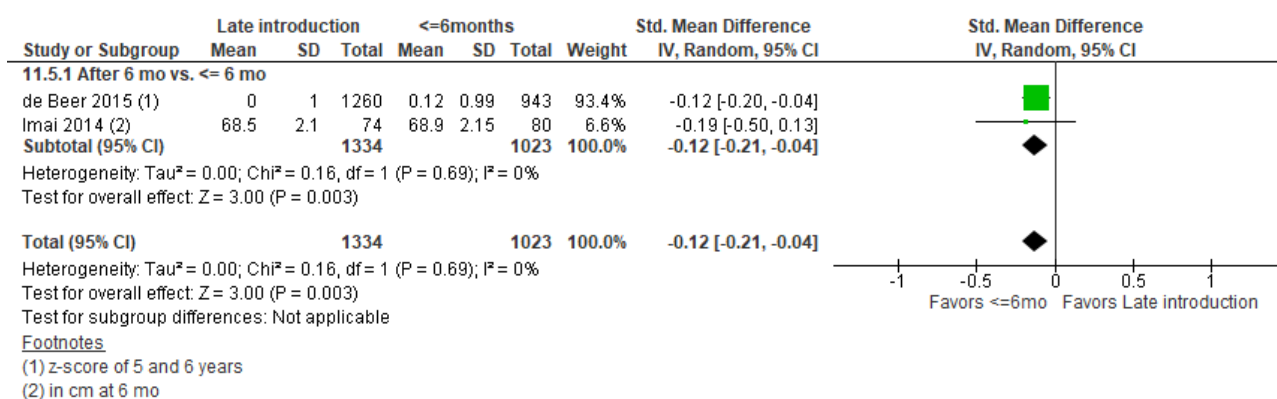 Late introduction <=6months Std. Mean Difference Std. Mean Difference
Study or Subgroup Mean SD Total Mean SD Total Weight IV, Random, 95% CI IV, Random, 95% CI
11.5.1 After 6 mo vs. <= 6 mo
de Beer 2015 (1) 0 1 1260 0.12 0.99 943 93.4% -0.12 [-0.20, -0.04]
Imai 2014 (2) 68.5 2.1 74 68.9 2.15 80 6.6% -0.19 [-0.50, 0.13]
Subtotal (95% CI) 1334 1023 100.0% -0.12 [-0.21, -0.04]
Heterogeneity: Tau² = 0.00; Chi² = 0.16, df = 1 (P = 0.69); I² = 0%
Test for overall effect: Z = 3.00 (P = 0.003)
Total (95% CI) 1334 1023 100.0% -0.12 [-0.21, -0.04]
Heterogeneity: Tau² = 0.00; Chi² = 0.16, df = 1 (P = 0.69); I² = 0%
-1 -0.5 0 0.5 1
Test for overall effect: Z = 3.00 (P = 0.003)
Favors <=6mo Favors Late introduction
Test for subgroup differences: Not applicable
Footnotes
(1) z-score of 5 and 6 years
(2) in cm at 6 mo